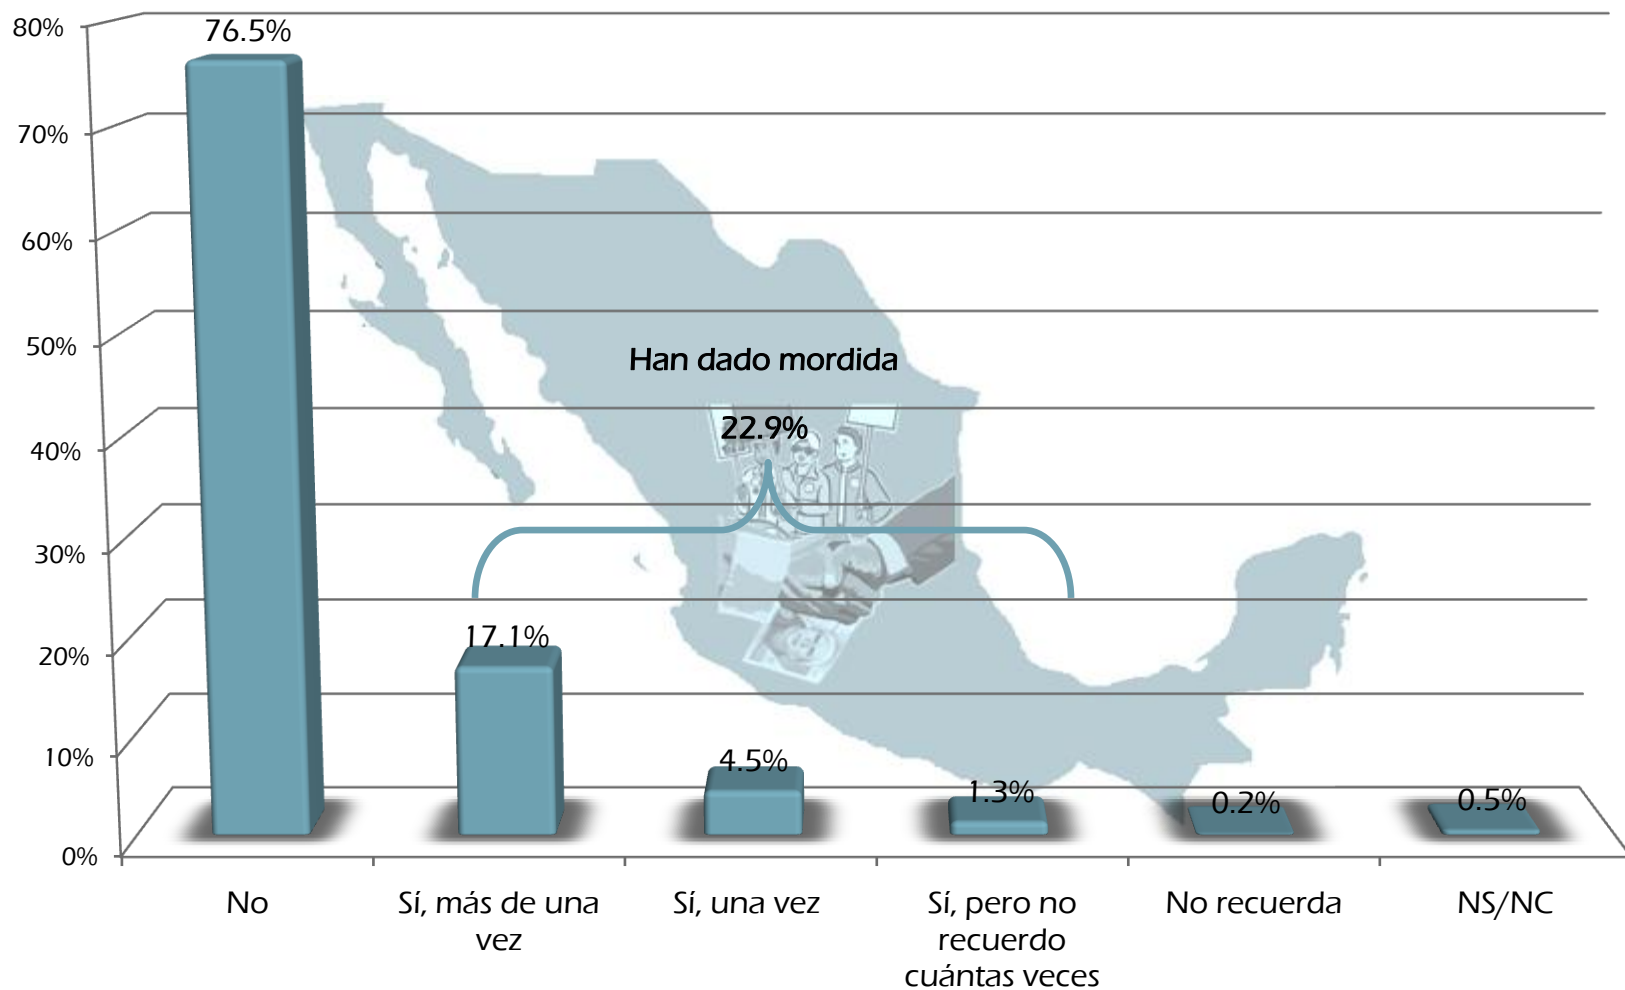 80%
70%
60%
50%
40%
30%
20%
10%
0%
76.5%
17.1%
4.5%
1.3%
0.2%
0.5%
Han dado mordida
22.9%
No
Sí, más de una
vez
Sí, una vez
Sí, pero no
recuerdo
cuántas veces
No recuerda
NS/NC